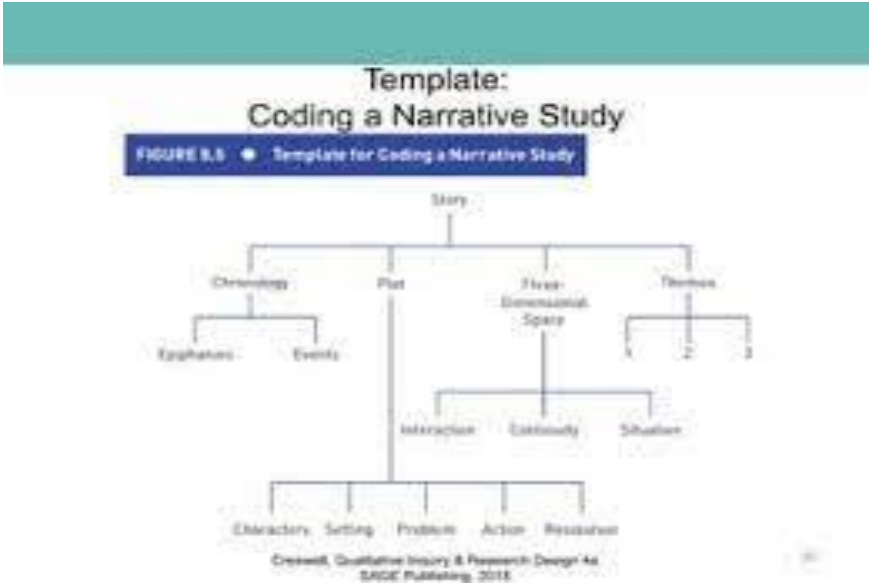 Template:
Coding a Narrative Study
FIGURE 8.5 Template for Coding a Narrative Study
Story
Chronology Plot Three-Dimensional Space Themes
Epiphanies Events 1 2 3
Interaction Continuity Situation
Characters Setting Problem Action Resolution
Creswell, Qualitative Inquiry & Research Design 4e
SAGE Publishing, 2018